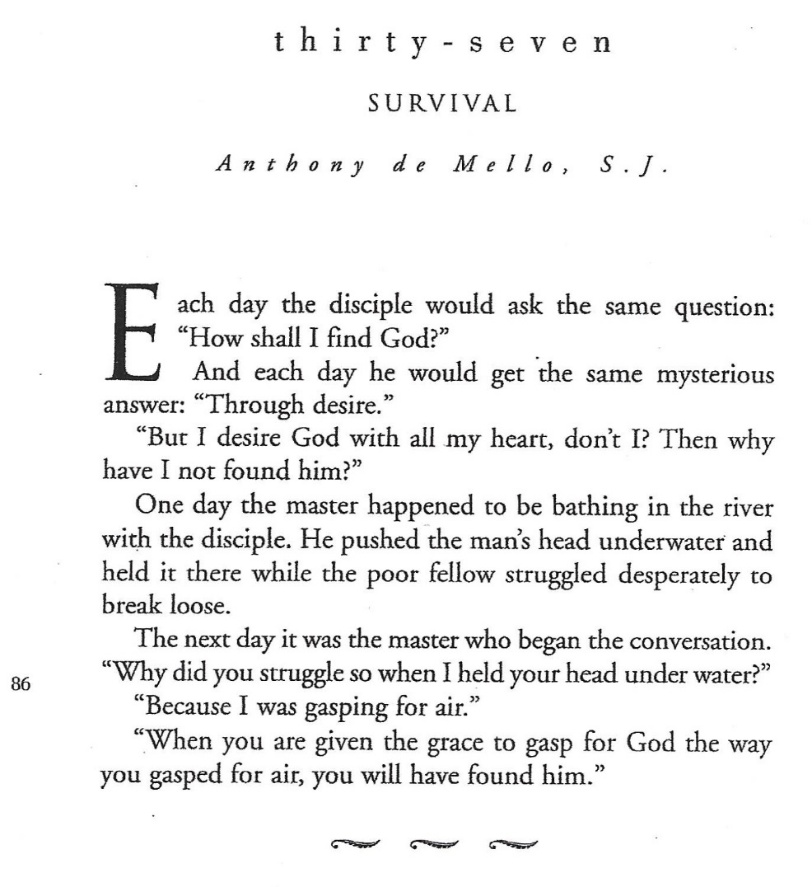 thirty-seven
SURVIVAL
Anthony de Mello, S.J.
Each day the disciple would ask the same question:
“How shall I find God?”
And each day he would get the same mysterious
answer: “Through desire.”
“But I desire God with all my heart, don’t I? Then why
have I not found him?”
One day the master happened to be bathing in the river
with the disciple. He pushed the man’s head underwater and
held it there while the poor fellow struggled desperately to
break loose.
The next day it was the master who began the conversation.
“Why did you struggle so when I held your head under water?”
86
“Because I was gasping for air.”
“When you are given the grace to gasp for God the way
you gasped for air, you will have found him.”